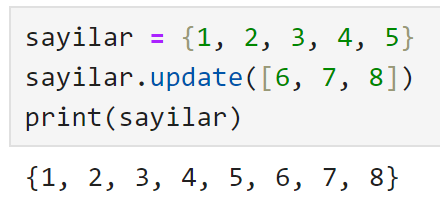 sayilar = {1, 2, 3, 4, 5}
sayilar.update([6, 7, 8])
print(sayilar)
{1, 2, 3, 4, 5, 6, 7, 8}